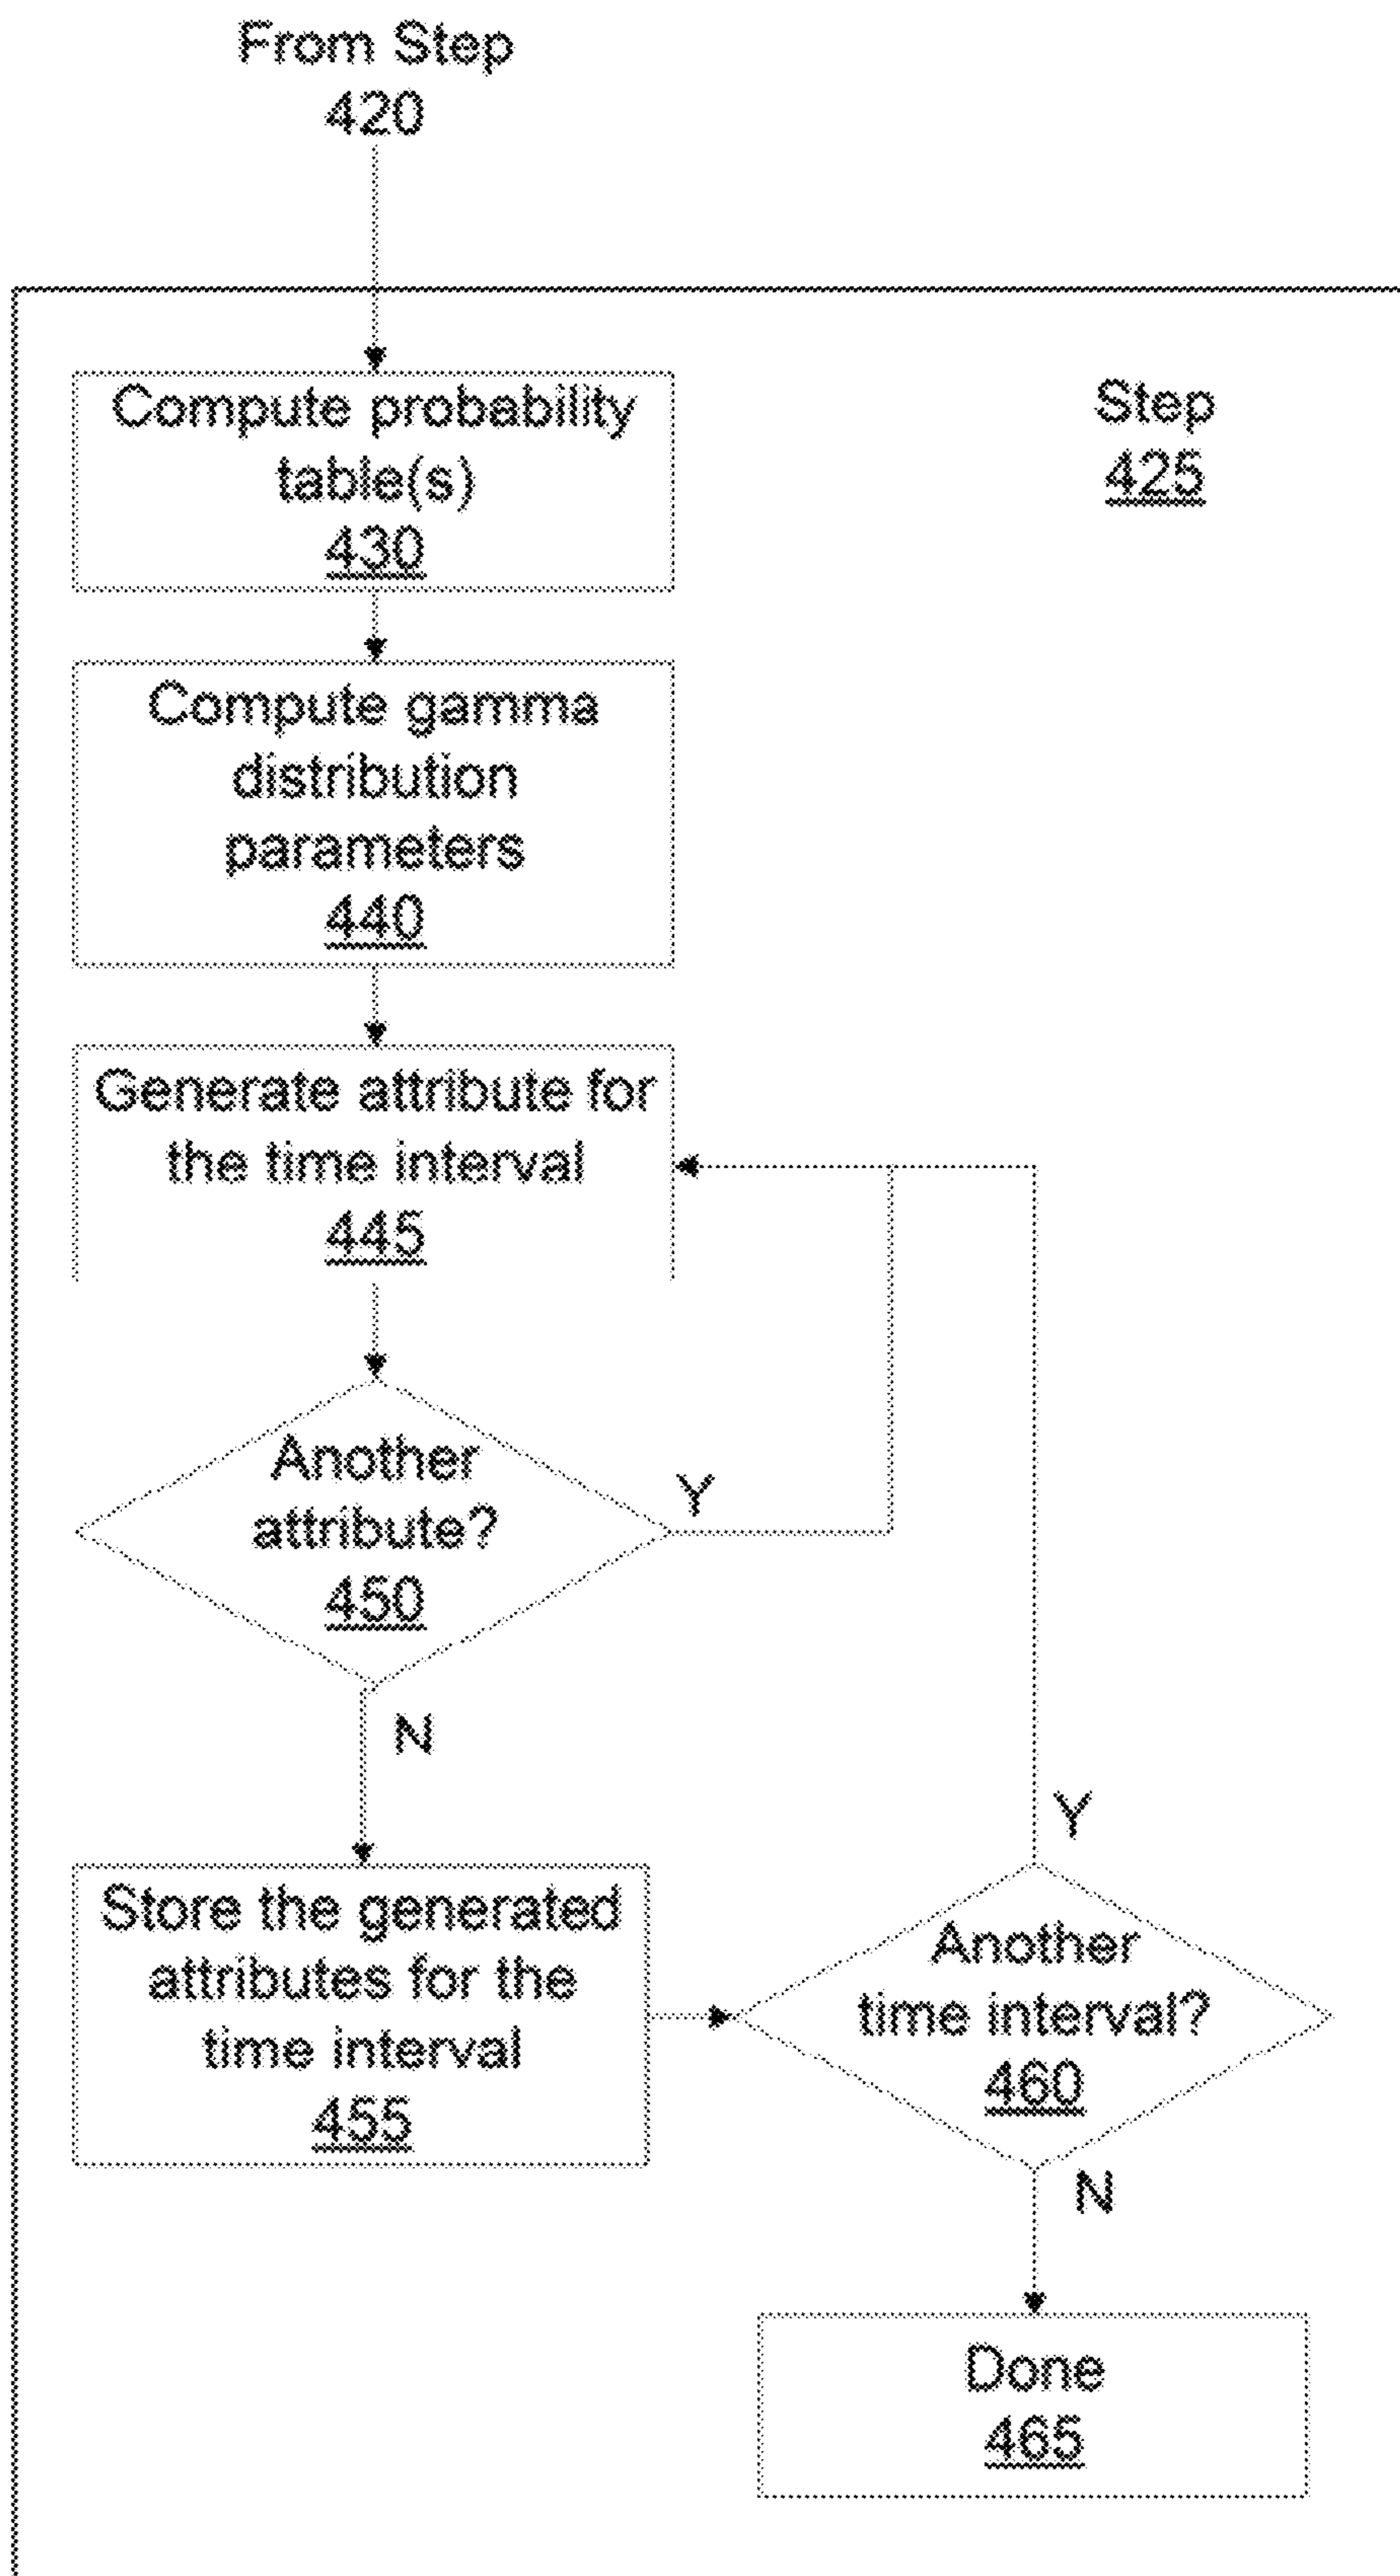 From Step
420
Compute probability
table(s)
430
Step
425
Compute gamma
distribution
parameters
440
Generate attribute for
the time interval
445
Another
attribute?
450
Y
N
Store the generated
attributes for the
time interval
455
Y
Another
time interval?
460
N
Done
465